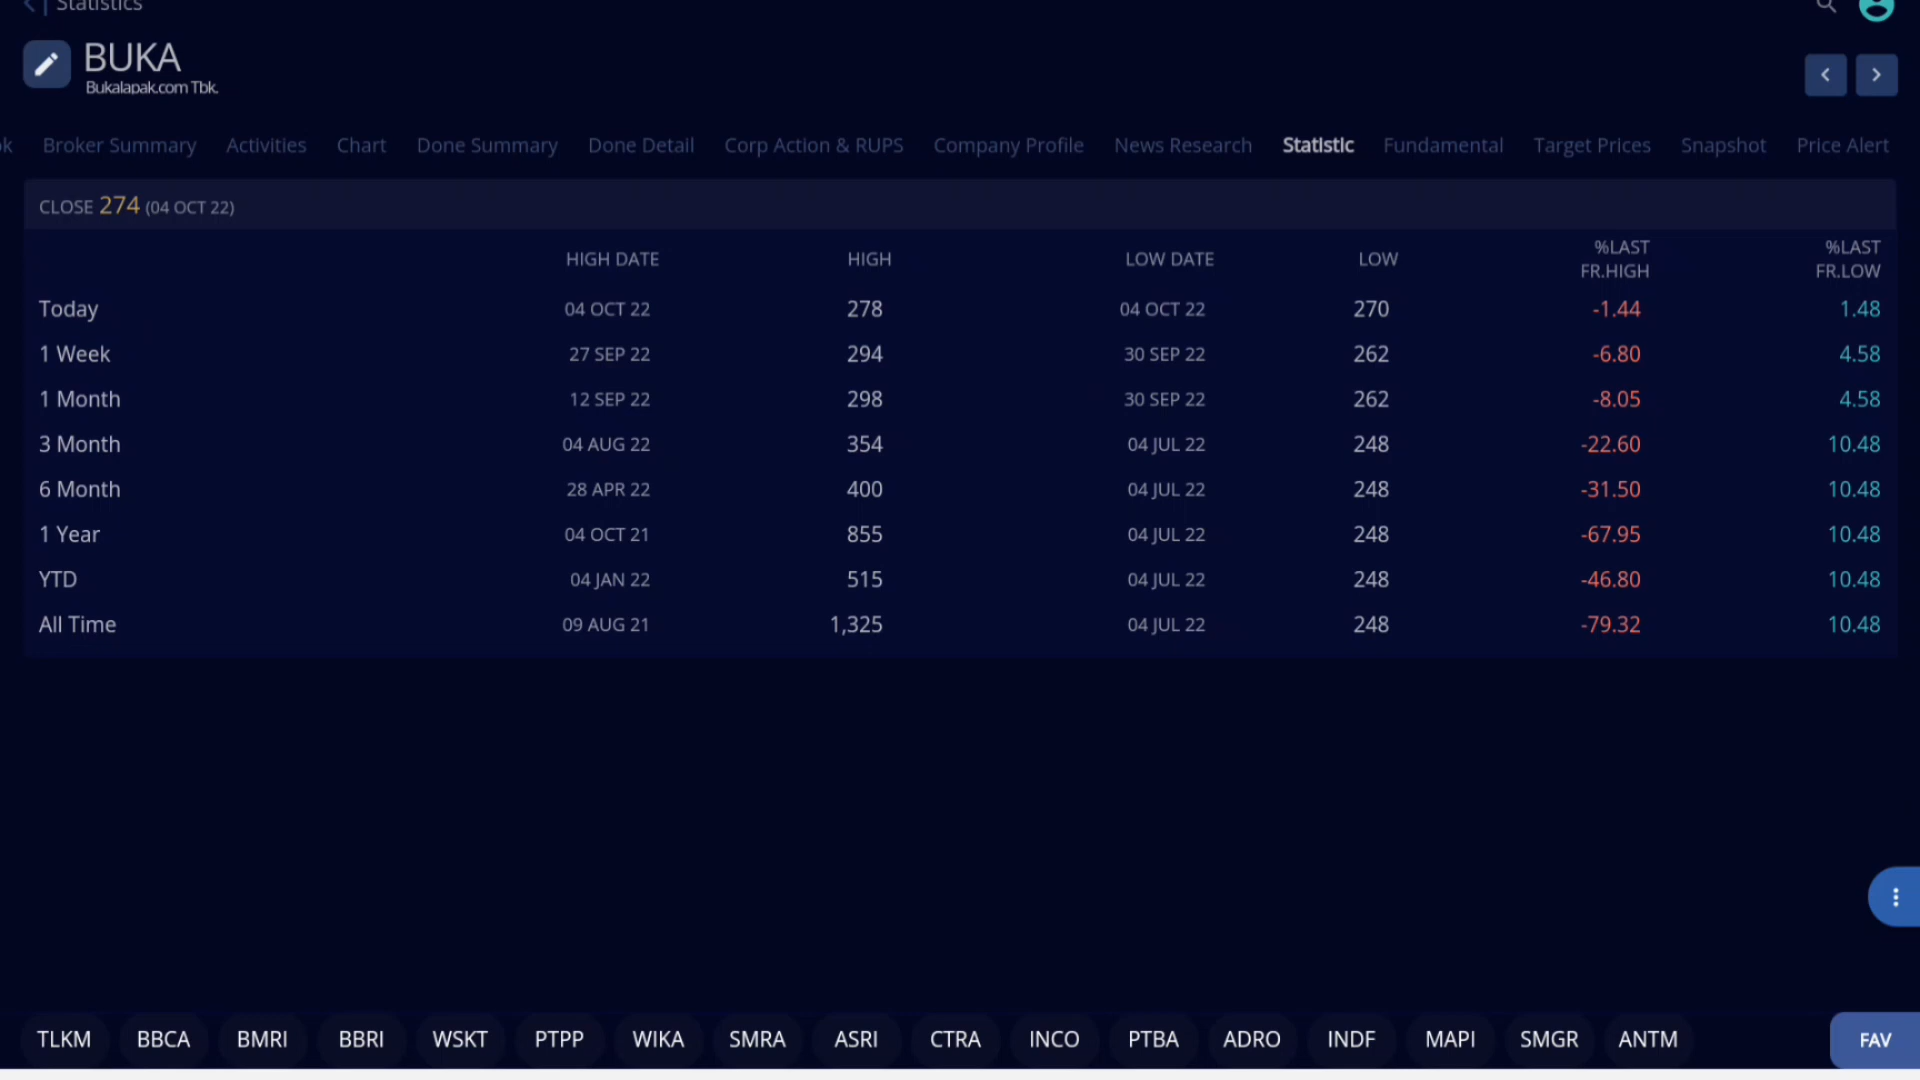 Statistics
BUKA
Bukalapak.com Tbk.
ok Broker Summary Activities Chart Done Summary Done Detail Corp Action & RUPS Company Profile News Research Statistic Fundamental Target Prices Snapshot Price Alert
CLOSE 274 (04 OCT 22)
HIGH DATE HIGH LOW DATE LOW %LAST FR.HIGH %LAST FR.LOW
Today 04 OCT 22 278 04 OCT 22 270 -1.44 1.48
1 Week 27 SEP 22 294 30 SEP 22 262 -6.80 4.58
1 Month 12 SEP 22 298 30 SEP 22 262 -8.05 4.58
3 Month 04 AUG 22 354 04 JUL 22 248 -22.60 10.48
6 Month 28 APR 22 400 04 JUL 22 248 -31.50 10.48
1 Year 04 OCT 21 855 04 JUL 22 248 -67.95 10.48
YTD 04 JAN 22 515 04 JUL 22 248 -46.80 10.48
All Time 09 AUG 21 1,325 04 JUL 22 248 -79.32 10.48
TLKM BBCA BMRI BBRI WSKT PTPP WIKA SMRA ASRI CTRA INCO PTBA ADRO INDF MAPI SMGR ANTM FAV